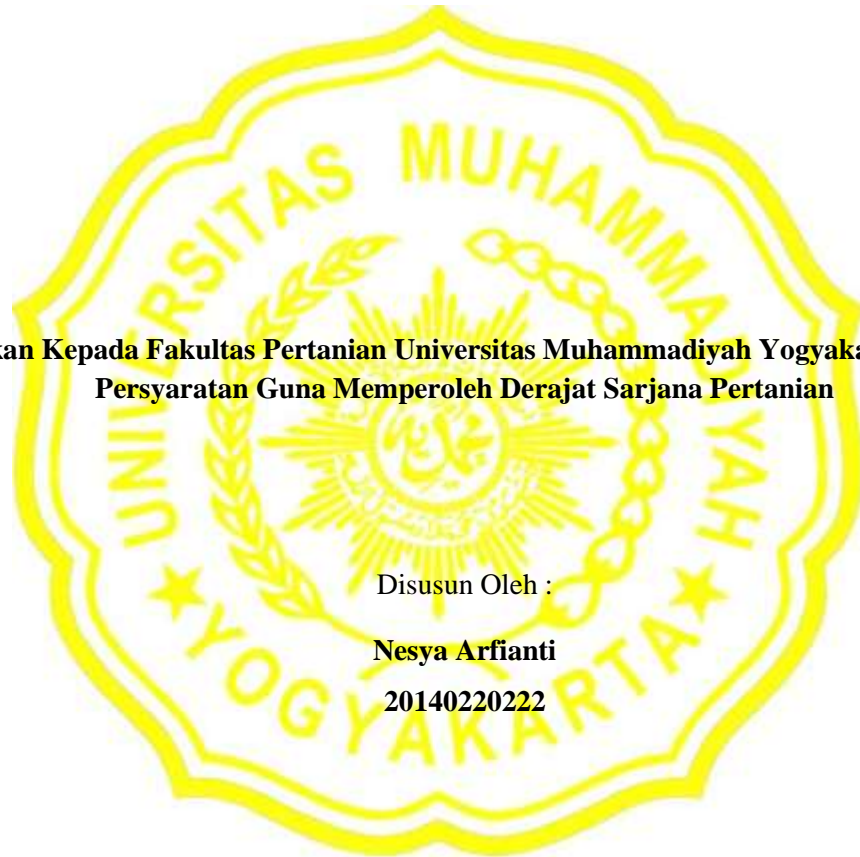 UNIVERSITAS MUHAMMADIYAH
kan Kepada Fakultas Pertanian Universitas Muhammadiyah Yogyaka
Persyaratan Guna Memperoleh Derajat Sarjana Pertanian
Disusun Oleh :
Nesya Arfianti
20140220222
★ YOGYAKARTA ★